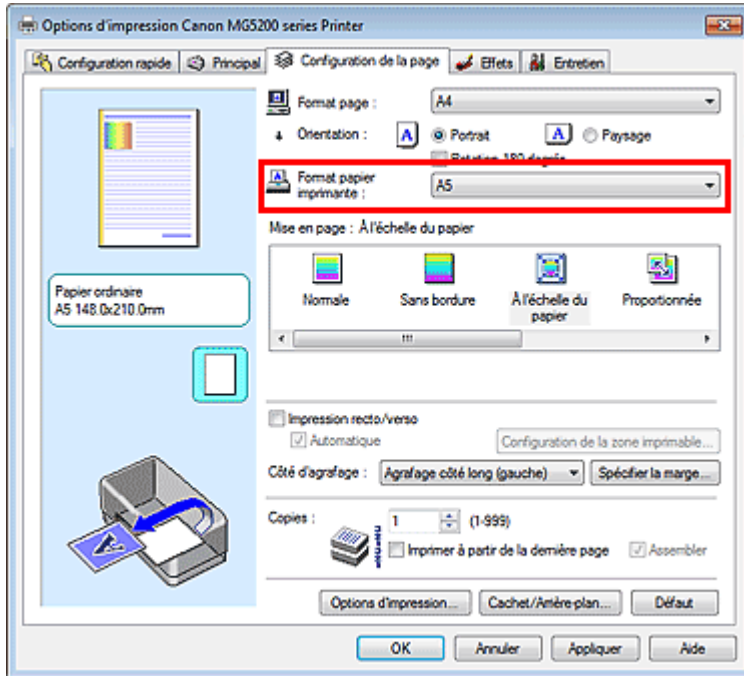 Options d'impression Canon MG5200 series Printer
Configuration rapide Principal Configuration de la page Effets Entretien
Format page : A4
Orientation : A Portrait A Paysage
Rotation 180 degrés
Format papier
imprimante : A5
Mise en page : À l'échelle du papier
Normale Sans bordure À l'échelle du Proportionnée
papier
Papier ordinaire
A5 148.0x210.0mm
Impression recto/verso
Automatique Configuration de la zone imprimable...
Côté d'agrafage : Agrafage côté long (gauche) Spécifier la marge...
Copies : 1 (1-999)
Imprimer à partir de la dernière page Assembler
Options d'impression... Cachet/Arrière-plan... Défaut
OK Annuler Appliquer Aide